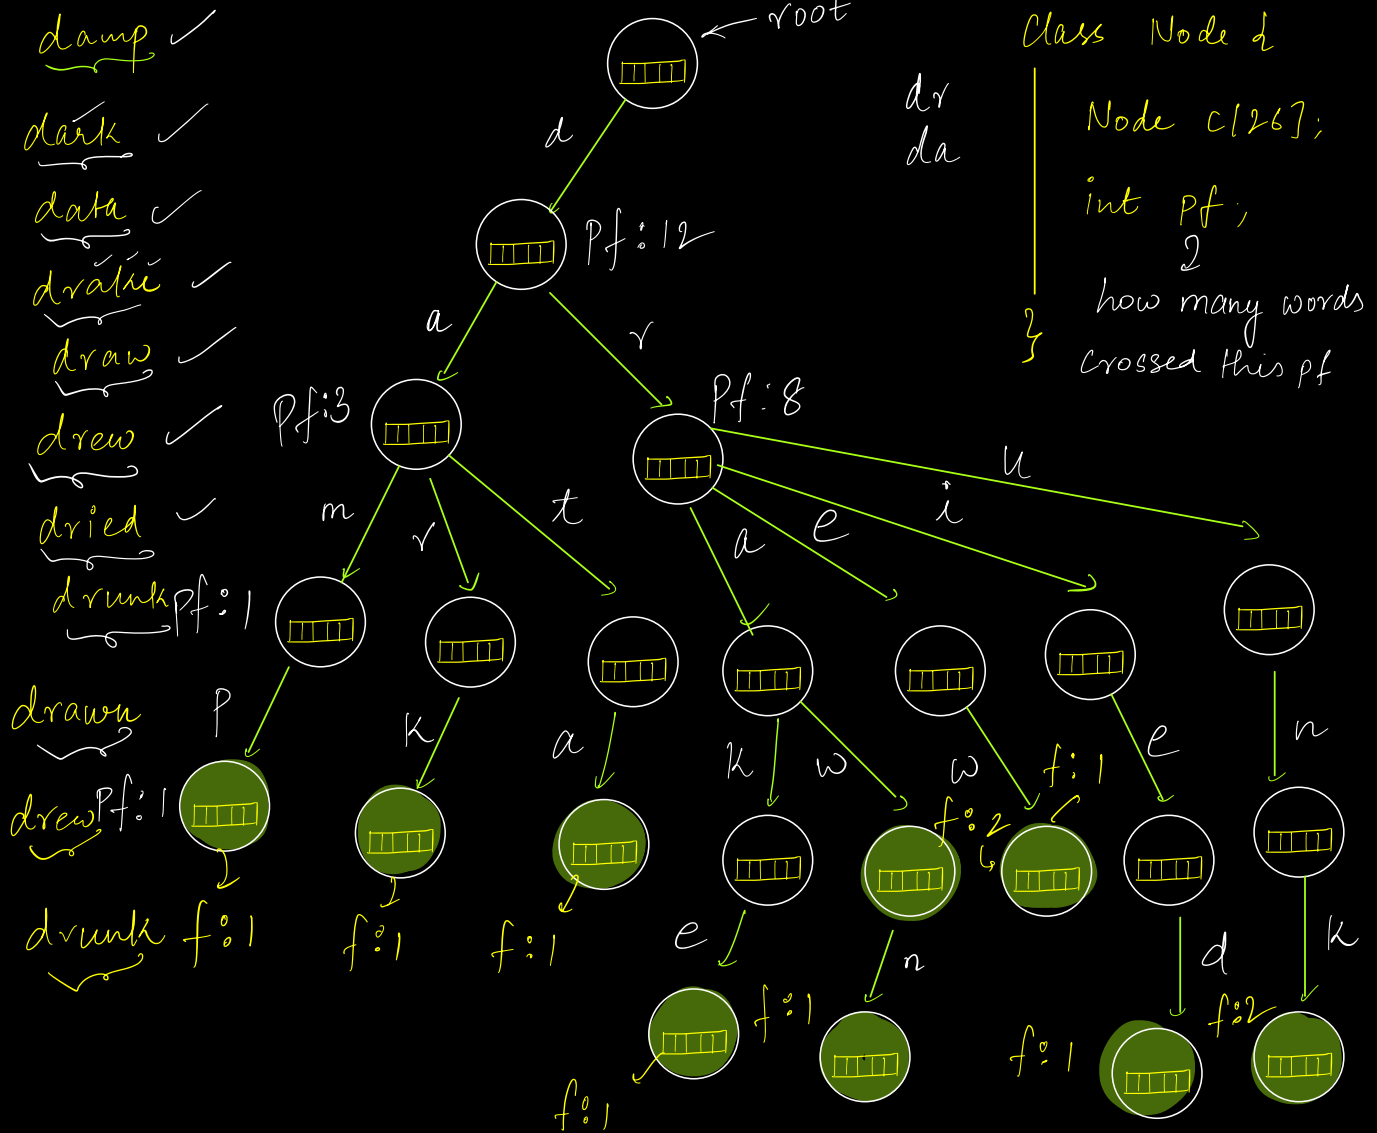 damp
dark
data
drake
draw
drew
dried
drunk
drawn
drew
drunk
root
d
Pf:12
a
r
Pf:3
Pf:8
m
r
t
a
e
i
u
Pf:1
p
k
a
k
w
w
e
n
Pf:1
f:1
f:1
f:1
e
f:1
f:1
n
f:2
f:1
d
f:1
k
f:2
dr
da
Class Node {
Node c[26];
int pf;
how many words
crossed this pf
}